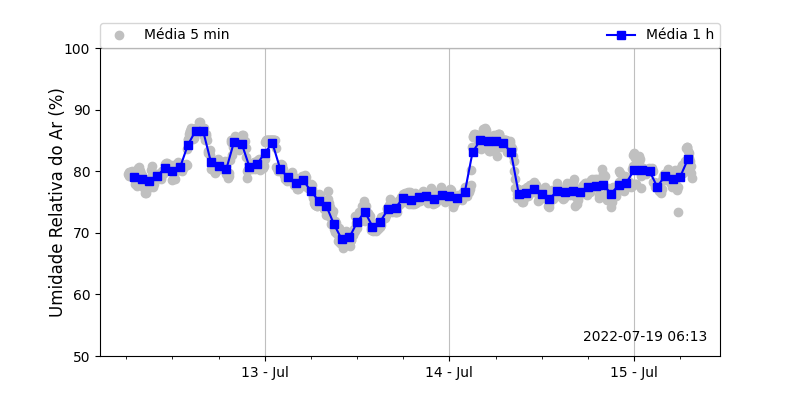 Média 5 min
Média 1 h
Umidade Relativa do Ar (%)
100
90
80
70
60
50
2022-07-19 06:13
13 - Jul
14 - Jul
15 - Jul